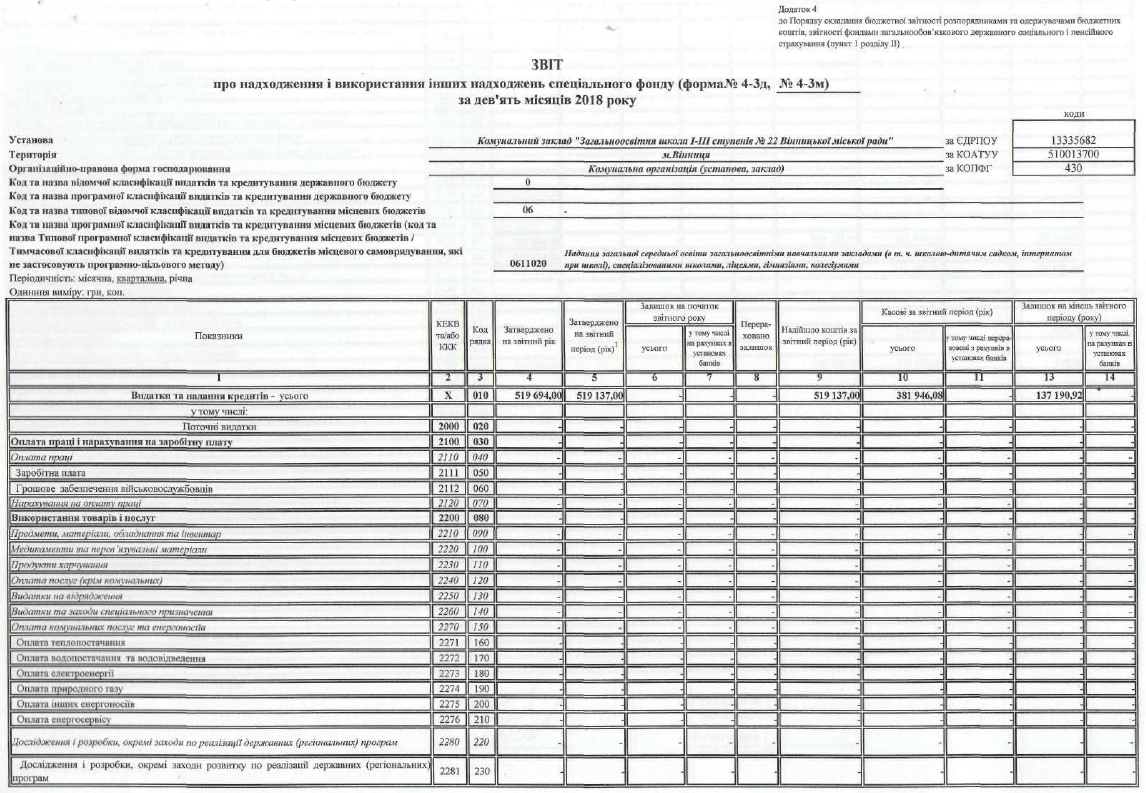 Додаток 4
до Порядку складання бюджетної звітності розпорядниками та одержувачами бюджетних
коштів, звітності фондами загальнообов'язкового державного соціального і пенсійного
страхування (пункт 1 розділу II)
ЗВІТ
про надходження і використання інших надходжень спеціального фонду (форма№ 4-3д, № 4-3м)
за дев'ять місяців 2018 року
коди
Установа Комунальний заклад "Загальноосвітня школа І-ІІІ ступенів № 22 Вінницької міської ради" за ЄДРПОУ 13335682
Територія м.Вінниця за КОАТУУ 510013700
Організаційно-правова форма господарювання Комунальна організація (установа, заклад) за КОПФГ 430
Код та назва відомчої класифікації видатків та кредитування державного бюджету 0
Код та назва програмної класифікації видатків та кредитування державного бюджету
Код та назва типової відомчої класифікації видатків та кредитування місцевих бюджетів 06 -
Код та назва програмної класифікації видатків та кредитування місцевих бюджетів (код та
назва Типової програмної класифікації видатків та кредитування місцевих бюджетів /
Тимчасової класифікації видатків та кредитування для бюджетів місцевого самоврядування, які
не застосовують програмно-цільового методу) 0611020 Надання загальної середньої освіти загальноосвітніми навчальними закладами (в т. ч. школою-дитячим садком, інтернатом
при школі), спеціалізованими школами, ліцеями, гімназіями, колегіумами
Періодичність: місячна, квартальна, річна
Одиниця виміру: грн, коп.
Показники
КЕКВ та/або ККК
Код рядка
Затверджено на звітний рік
Затверджено на звітний період (рік)1
Залишок на початок звітного року
усього
у тому числі на рахунках в установах банків
Перераховано залишок
Надійшло коштів за звітний період (рік)
Касові за звітний період (рік)
усього
у тому числі перераховані з рахунків в установах банків
Залишок на кінець звітного періоду (року)
усього
у тому числі на рахунках в установах банків
1 2 3 4 5 6 7 8 9 10 11 13 14
Видатки та надання кредитів - усього X 010 519 694,00 519 137,00 - - - 519 137,00 381 946,08 - 137 190,92 -
у тому числі:
Поточні видатки 2000 020 - - - - - - - - - -
Оплата праці і нарахування на заробітну плату 2100 030 - - - - - - - - - -
Оплата праці 2110 040 - - - - - - - - - -
Заробітна плата 2111 050 - - - - - - - - - -
Грошове забезпечення військовослужбовців 2112 060 - - - - - - - - - -
Нарахування на оплату праці 2120 070 - - - - - - - - - -
Використання товарів і послуг 2200 080 - - - - - - - - - -
Предмети, матеріали, обладнання та інвентар 2210 090 - - - - - - - - - -
Медикаменти та перев'язувальні матеріали 2220 100 - - - - - - - - - -
Продукти харчування 2230 110 - - - - - - - - - -
Оплата послуг (крім комунальних) 2240 120 - - - - - - - - - -
Видатки на відрядження 2250 130 - - - - - - - - - -
Видатки та заходи спеціального призначення 2260 140 - - - - - - - - - -
Оплата комунальних послуг та енергоносіїв 2270 150 - - - - - - - - - -
Оплата теплопостачання 2271 160 - - - - - - - - - -
Оплата водопостачання та водовідведення 2272 170 - - - - - - - - - -
Оплата електроенергії 2273 180 - - - - - - - - - -
Оплата природного газу 2274 190 - - - - - - - - - -
Оплата інших енергоносіїв 2275 200 - - - - - - - - - -
Оплата енергосервісу 2276 210 - - - - - - - - - -
Дослідження і розробки, окремі заходи по реалізації державних (регіональних) програм 2280 220 - - - - - - - - - -
Дослідження і розробки, окремі заходи розвитку по реалізації державних (регіональних)
програм 2281 230 - - - - - - - - - -